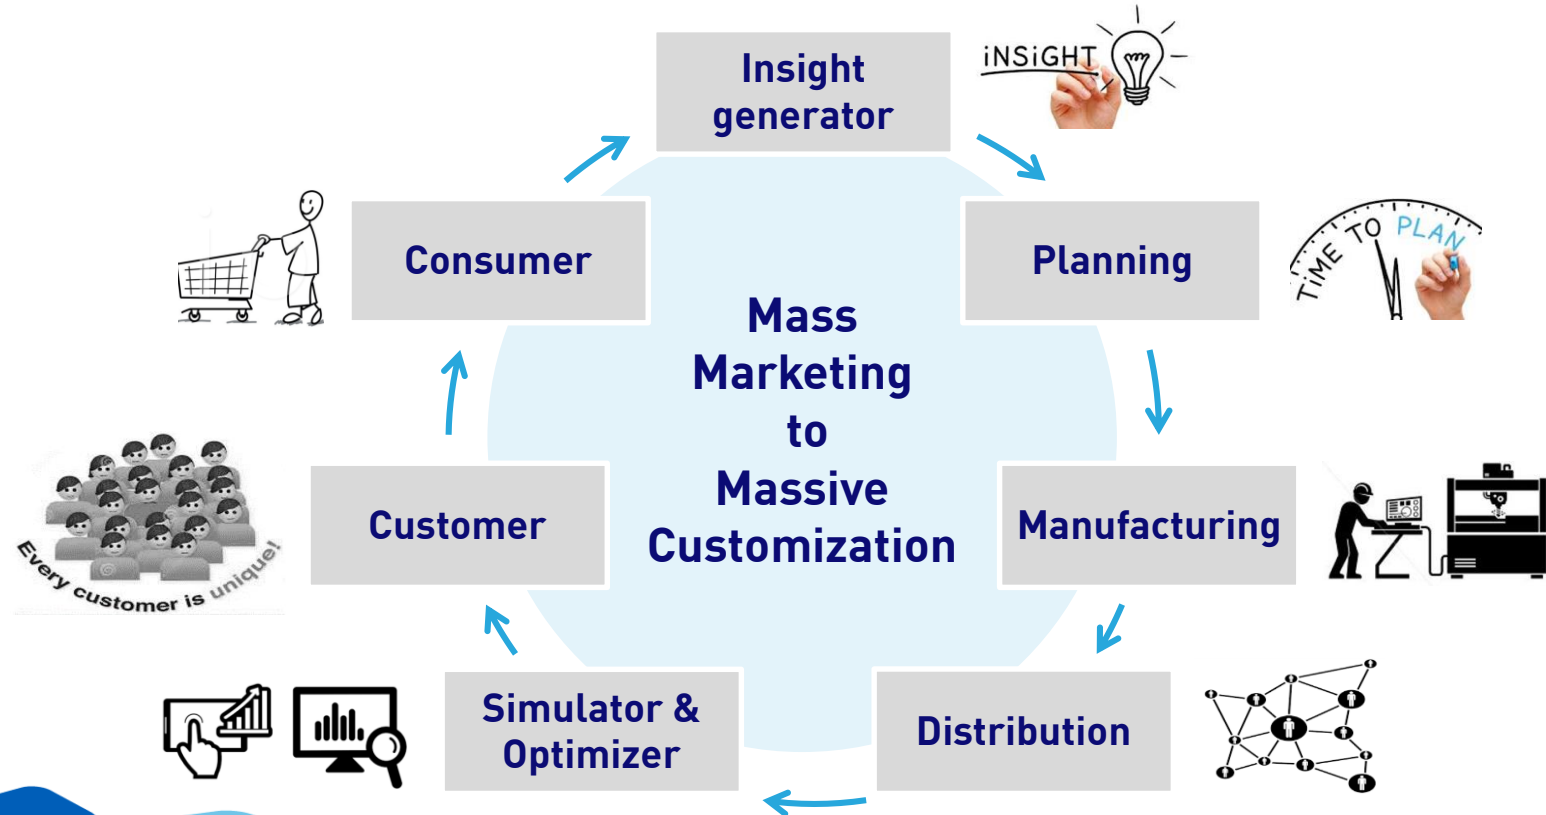 Insight
generator
iNSiGHT
Planning
TiME TO PLAN
Manufacturing
Distribution
Simulator &
Optimizer
Customer
Every customer is unique!
Consumer
Mass
Marketing
to
Massive
Customization